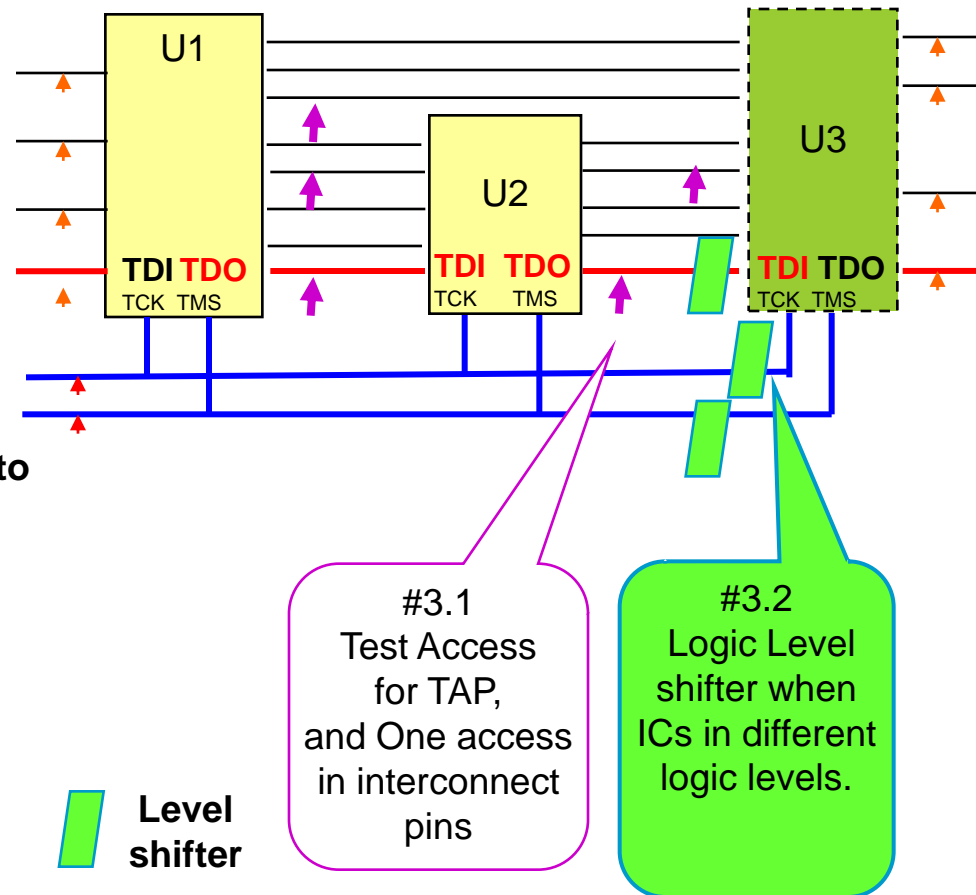 U1
U2
U3
TDI TDO
TCK TMS
TDI TDO
TCK TMS
TDI TDO
TCK TMS
to
#3.1
Test Access
for TAP,
and One access
in interconnect
pins
#3.2
Logic Level
shifter when
ICs in different
logic levels.
Level
shifter